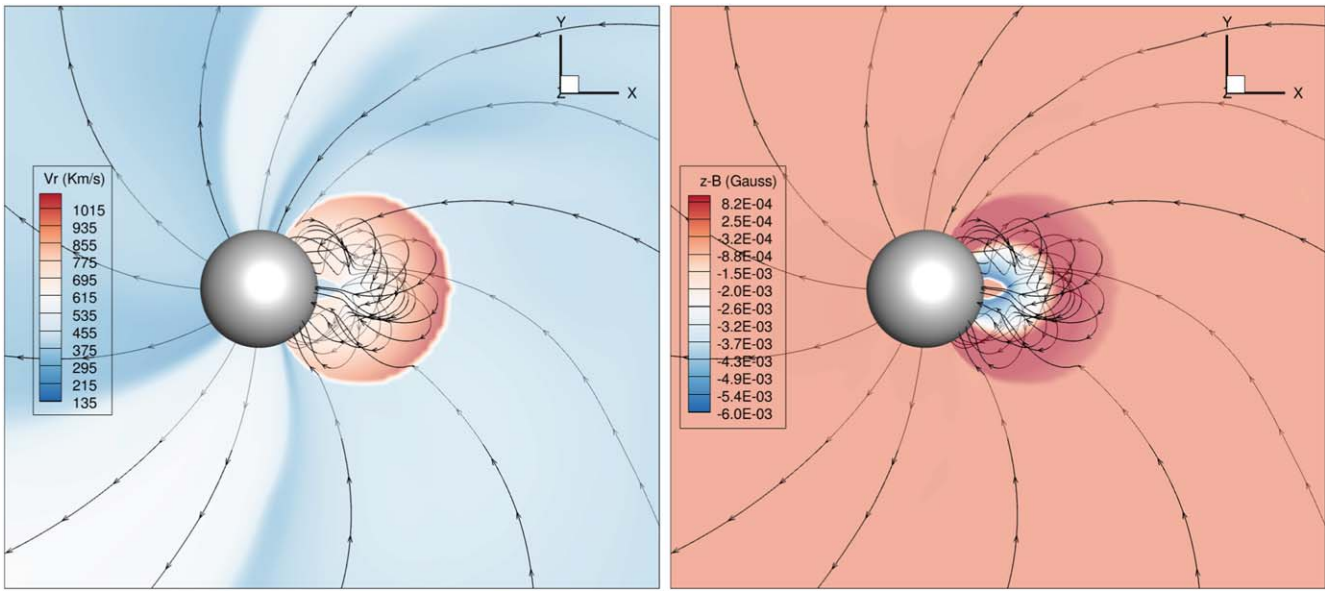 Y
Z
X
Vr (Km/s)
1015
935
855
775
695
615
535
455
375
295
215
135
Y
Z
X
z-B (Gauss)
8.2E-04
2.5E-04
-3.2E-04
-8.8E-04
-1.5E-03
-2.0E-03
-2.6E-03
-3.2E-03
-3.7E-03
-4.3E-03
-4.9E-03
-5.4E-03
-6.0E-03